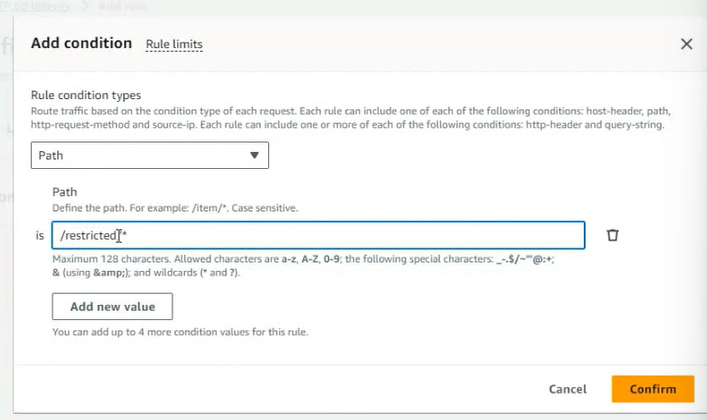 Add condition Rule limits
Rule condition types
Route traffic based on the condition type of each request. Each rule can include one of each of the following conditions: host-header, path,
http-request-method and source-ip. Each rule can include one or more of each of the following conditions: http-header and query-string.
Path
Path
Define the path. For example: /item/*. Case sensitive.
is /restricted*
Maximum 128 characters. Allowed characters are a-z, A-Z, 0-9; the following special characters: _-.$/~"'@:+;
& (using &amp;); and wildcards (* and ?).
Add new value
You can add up to 4 more condition values for this rule.
Cancel Confirm